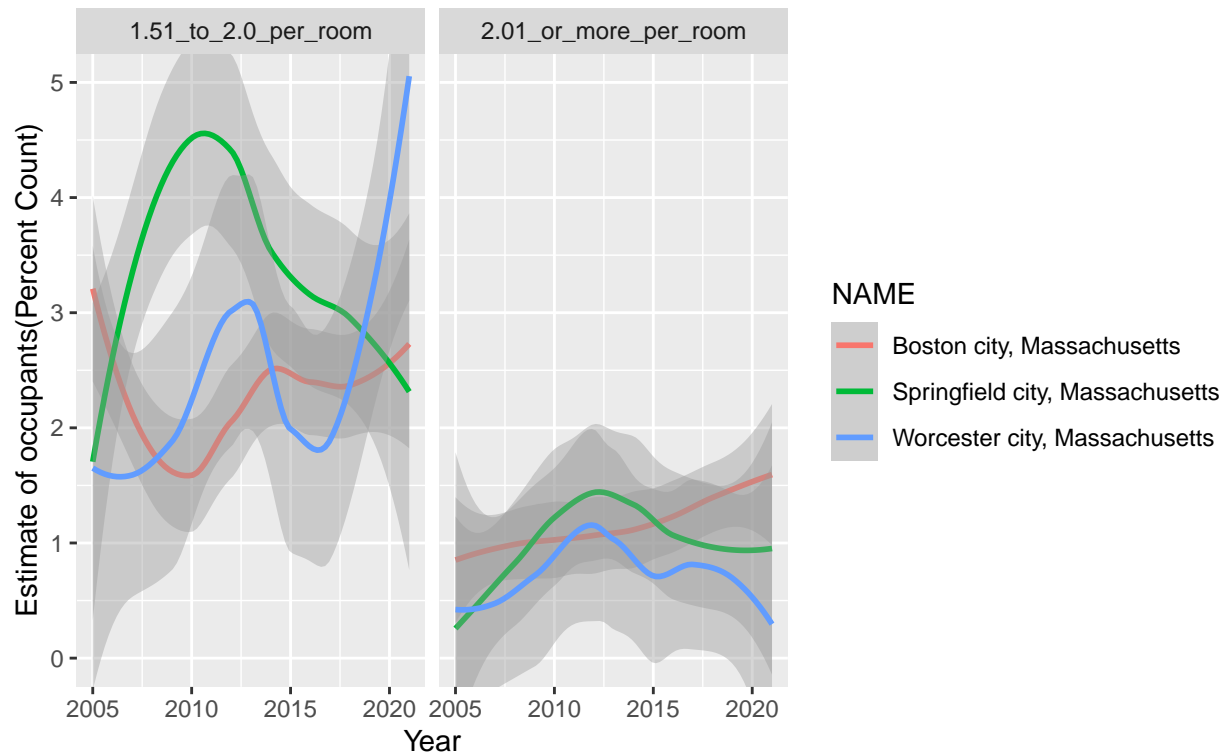 1.51_to_2.0_per_room
2.01_or_more_per_room
Estimate of occupants(Percent Count)
5
4
3
2
1
0
2005
2010
2015
2020
2005
2010
2015
2020
Year
NAME
Boston city, Massachusetts
Springfield city, Massachusetts
Worcester city, Massachusetts